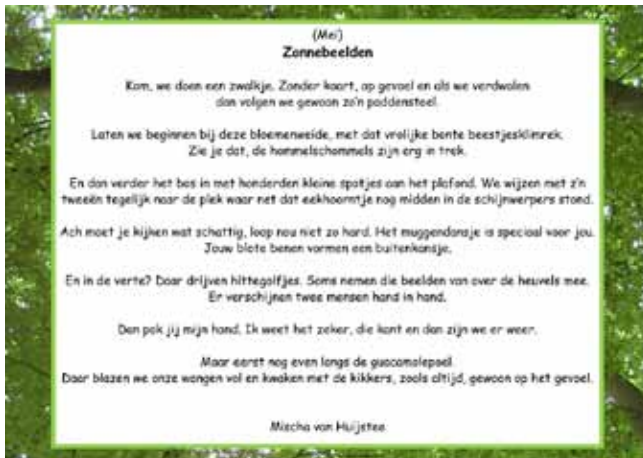 (Mei)
Zonnebeelden
Kom, we doen een zwalkje. Zonder kaart, op gevoel en als we verdwalen
dan volgen we gewoon zo'n paddenstoel.
Laten we beginnen bij deze bloemenweide, met dat vrolijke bonte beestjesklimrek.
Zie je dat, de hommelschommels zijn erg in trek.
En dan verder het bos in met honderden kleine spotjes aan het plafond. We wijzen met z'n
tweeën tegelijk naar de plek waar net dat eekhoorntje nog midden in de schijnwerpers stond.
Ach moet je kijken wat schattig, loop nou niet zo hard. Het muggendansje is speciaal voor jou.
Jouw blote benen vormen een buitenkansje.
En in de verte? Daar drijven hittegolfjes. Soms nemen die beelden van over de heuvels mee.
Er verschijnen twee mensen hand in hand.
Dan pak jij mijn hand. Ik weet het zeker, die kant en dan zijn we er weer.
Maar eerst nog even langs de guacamolepoel
Daar blazen we onze wangen vol en kwaken met de kikkers, zoals altijd, gewoon op het gevoel.
Mischa van Huijstee